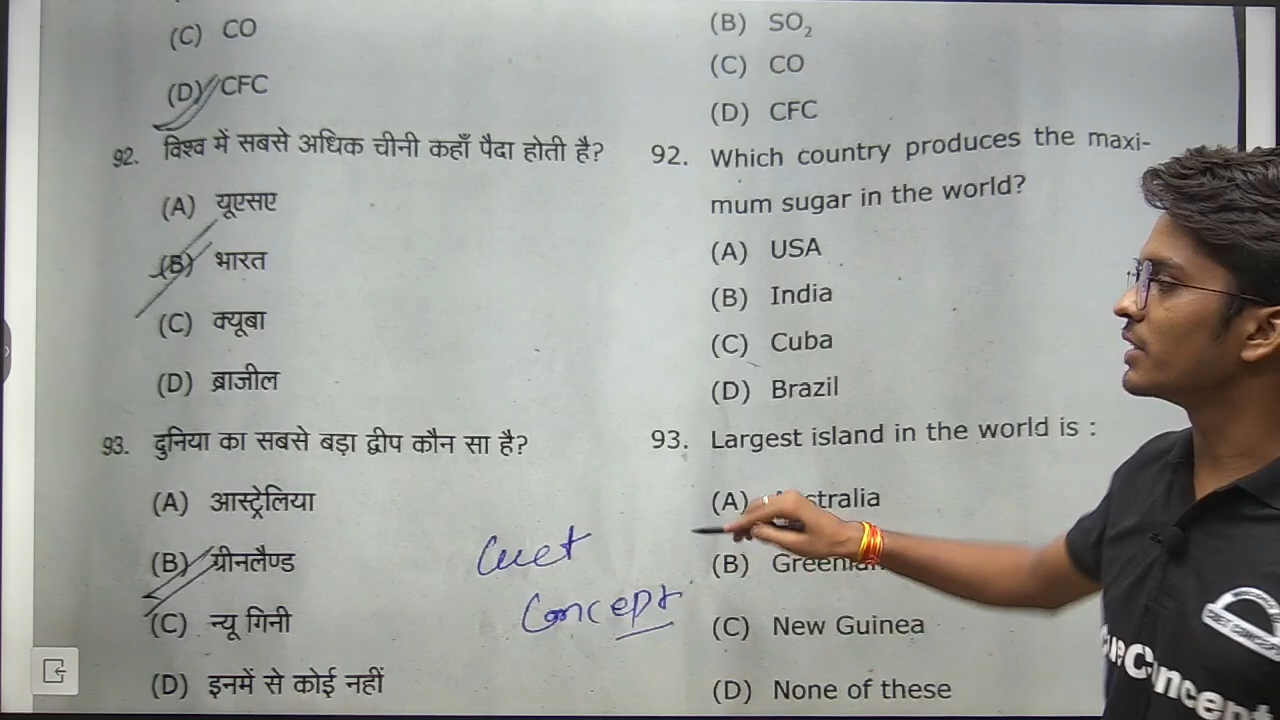 (C) CO
(D) CFC
92. विश्व में सबसे अधिक चीनी कहाँ पैदा होती है?
(A) यूएसए
(B) भारत
(C) क्यूबा
(D) ब्राजील
93. दुनिया का सबसे बड़ा द्वीप कौन सा है?
(A) आस्ट्रेलिया
(B) ग्रीनलैण्ड
(C) न्यू गिनी
(D) इनमें से कोई नहीं
Cuet
Concept
(B) SO₂
(C) CO
(D) CFC
92. Which country produces the maxi-
mum sugar in the world?
(A) USA
(B) India
(C) Cuba
(D) Brazil
93. Largest island in the world is :
(A)
(B)
(C) New Guinea
(D) None of these